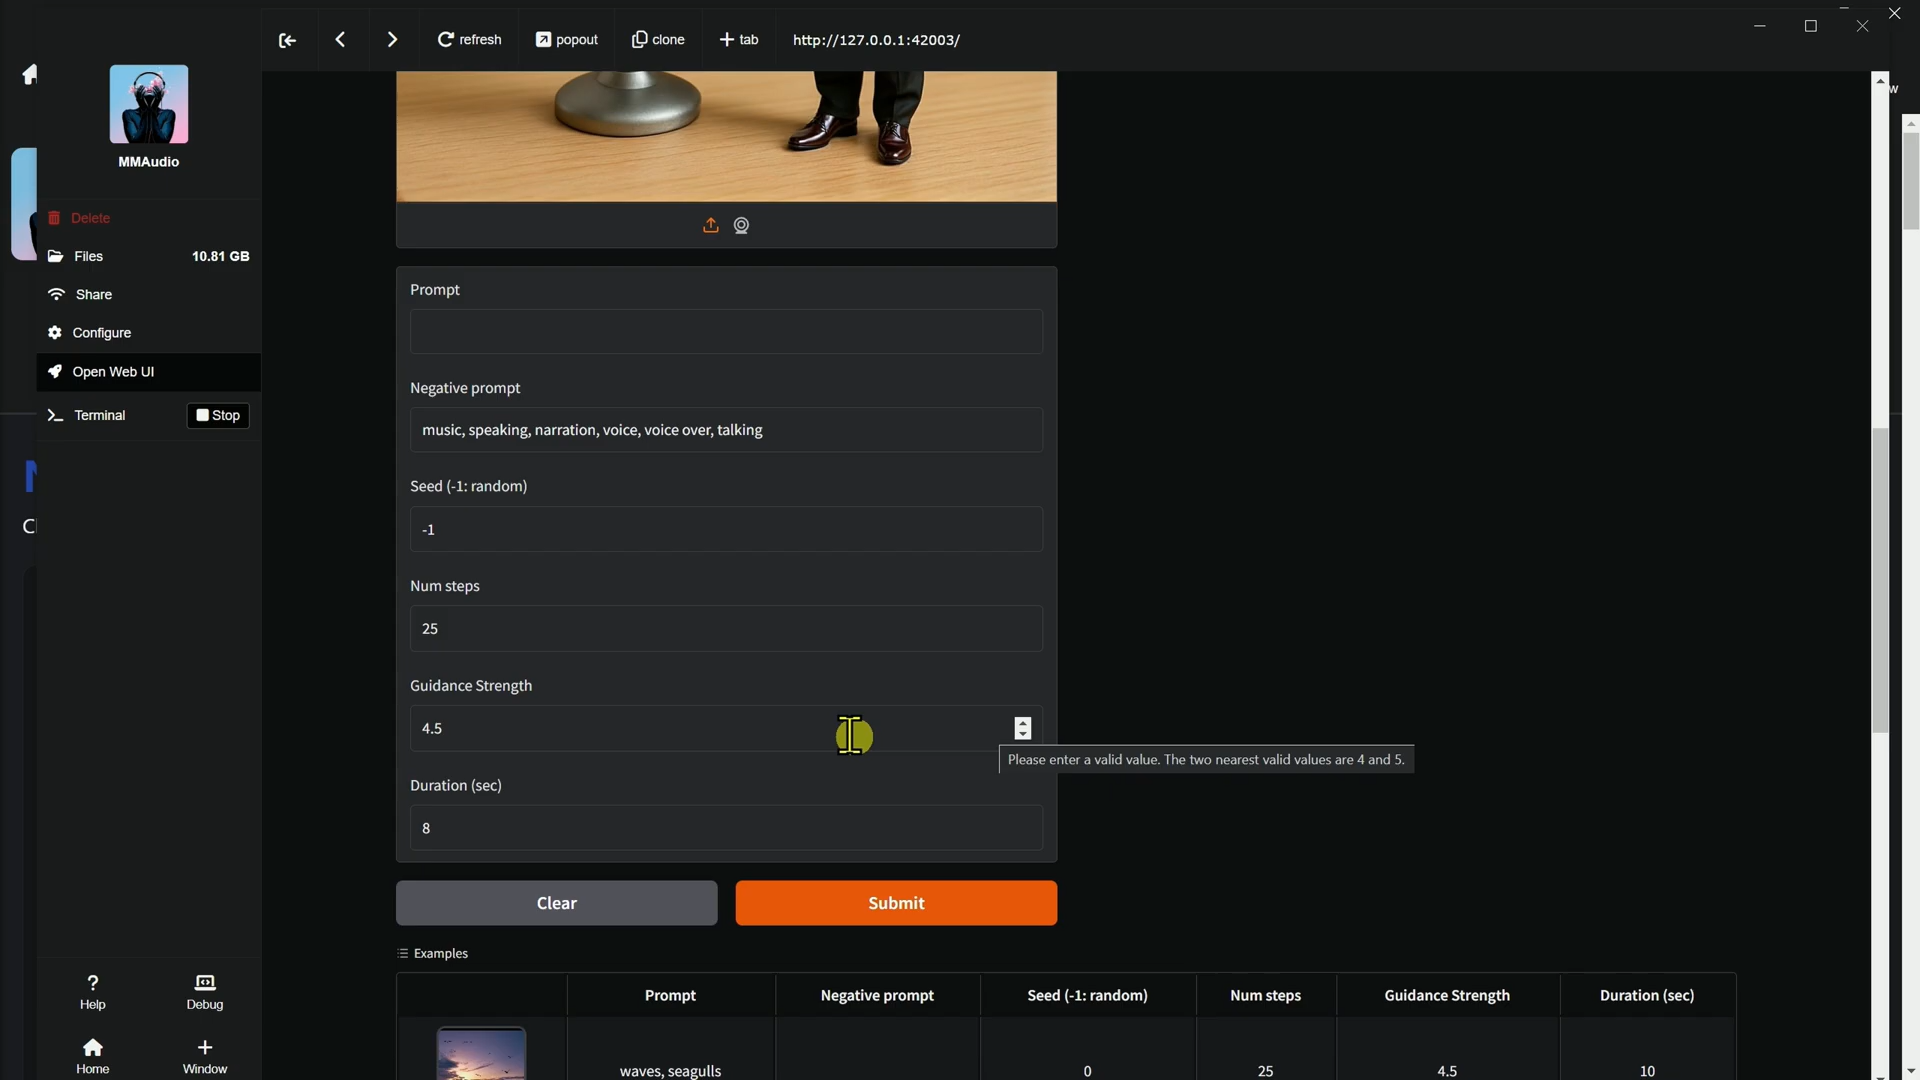 refresh
popout
clone
tab
http://127.0.0.1:42003/
w
MMAudio
Delete
Files 10.81 GB
Share
Configure
Open Web UI
Terminal
Stop
Help
Debug
Home
Window
Prompt
Negative prompt
music, speaking, narration, voice, voice over, talking
Seed (-1: random)
-1
Num steps
25
Guidance Strength
4.5
Please enter a valid value. The two nearest valid values are 4 and 5.
Duration (sec)
8
Clear
Submit
Examples
Prompt Negative prompt Seed (-1: random) Num steps Guidance Strength Duration (sec)
waves, seagulls 0 25 4.5 10